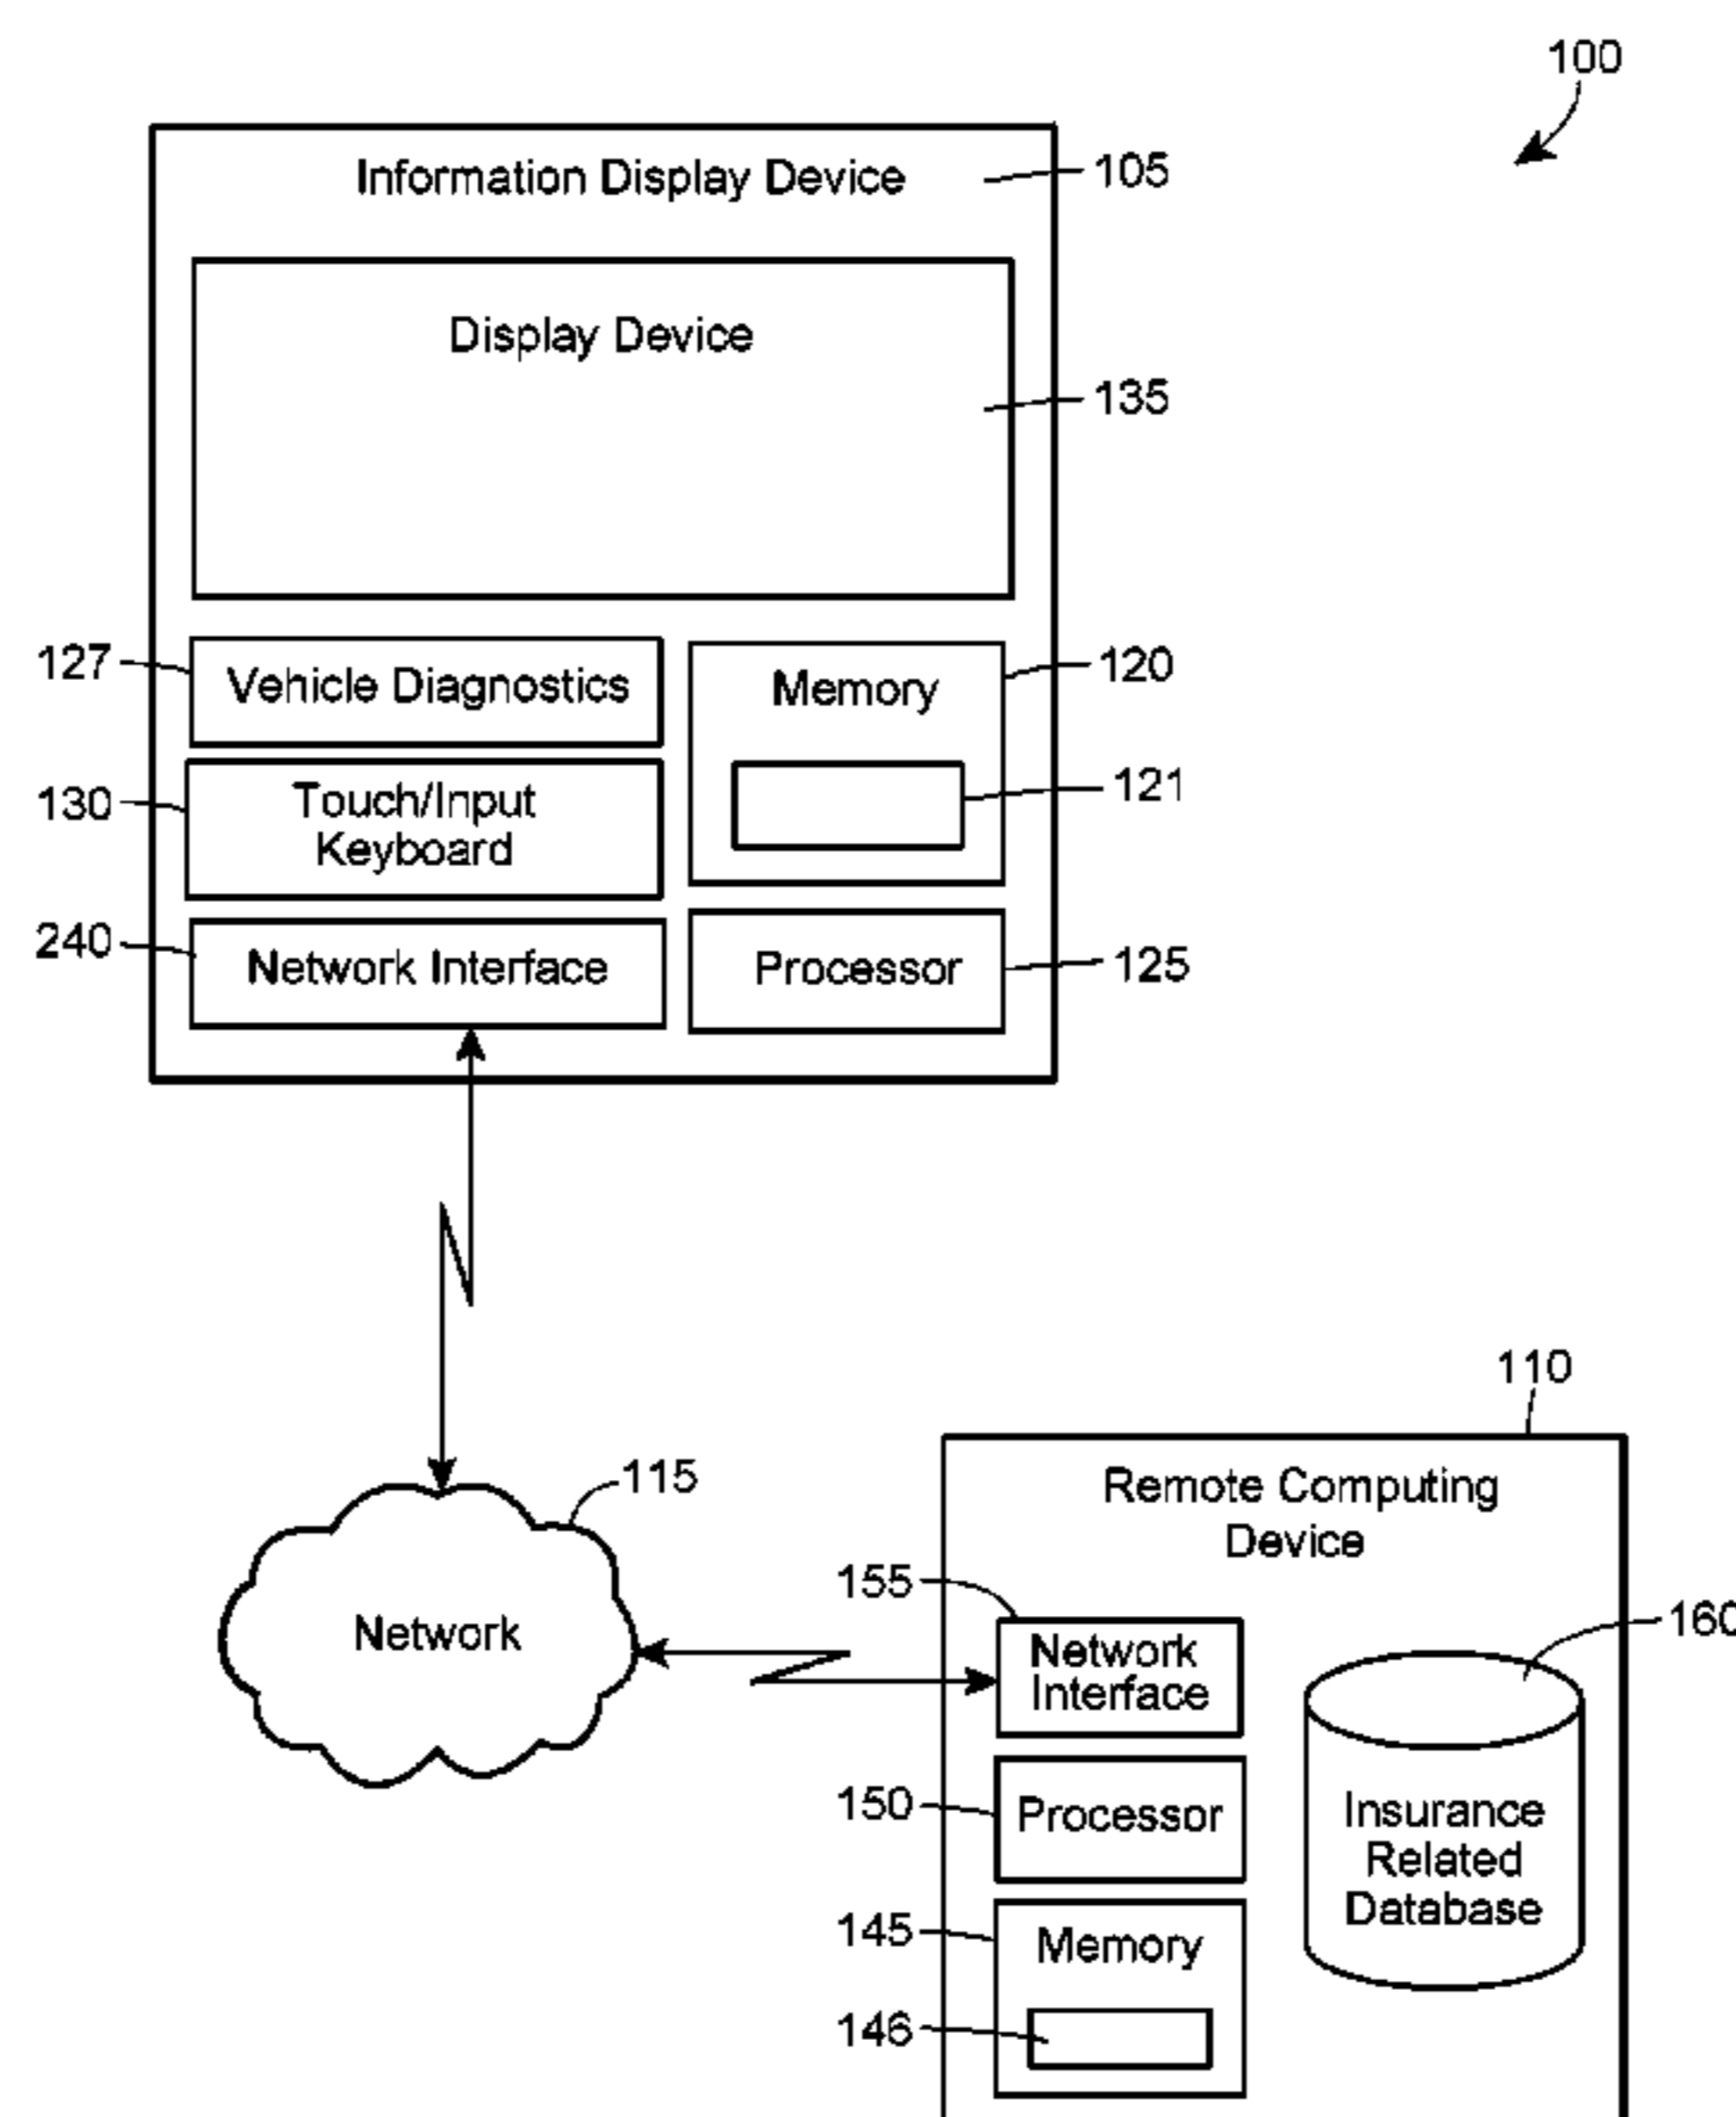 100
Information Display Device
105
Display Device
135
127
Vehicle Diagnostics
Memory
120
121
130
Touch/Input
Keyboard
240
Network Interface
Processor
125
110
Remote Computing
Device
115
Network
155
Network
Interface
160
150
Processor
Insurance
Related
Database
145
Memory
146